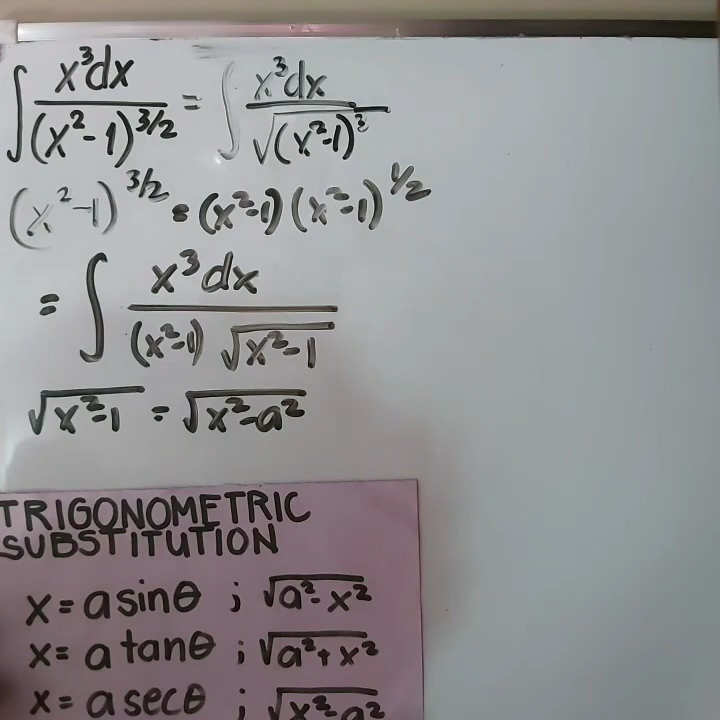 ∫ x³dx / (x²-1)^3/2 = ∫ x³dx / √(x²-1)³
(x²-1)^3/2 = (x²-1)(x²-1)^1/2
= ∫ x³dx / (x²-1) √x²-1
√x²-1 = √x²-a²
TRIGONOMETRIC
SUBSTITUTION
x = a sinθ ; √a²-x²
x = a tanθ ; √a²+x²
x = a secθ ; √x²-a²